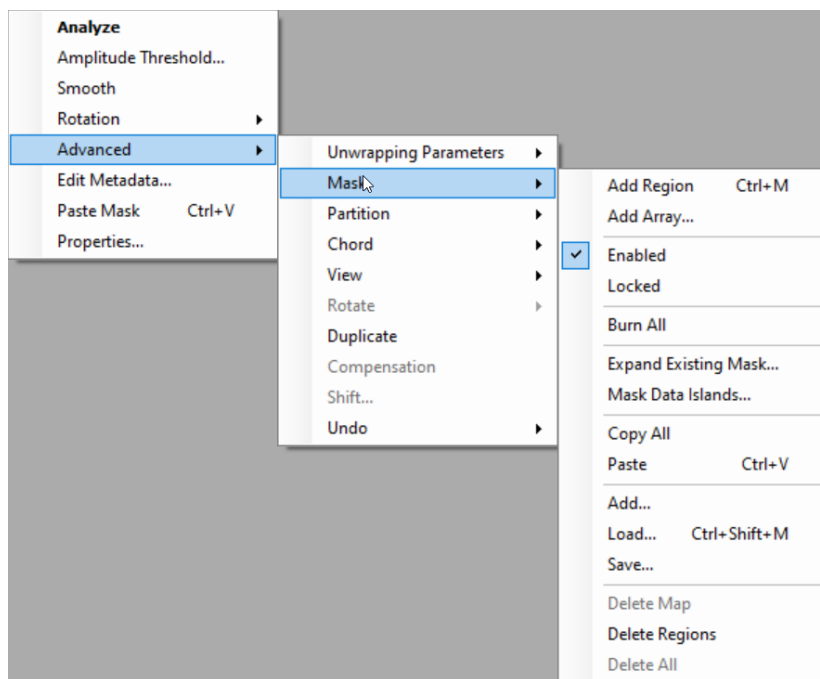 Analyze
Amplitude Threshold...
Smooth
Rotation
Advanced
Edit Metadata...
Paste Mask Ctrl+V
Properties...
Unwrapping Parameters
Mask
Partition
Chord
View
Rotate
Duplicate
Compensation
Shift...
Undo
Add Region Ctrl+M
Add Array...
Enabled
Locked
Burn All
Expand Existing Mask...
Mask Data Islands...
Copy All
Paste Ctrl+V
Add...
Load... Ctrl+Shift+M
Save...
Delete Map
Delete Regions
Delete All